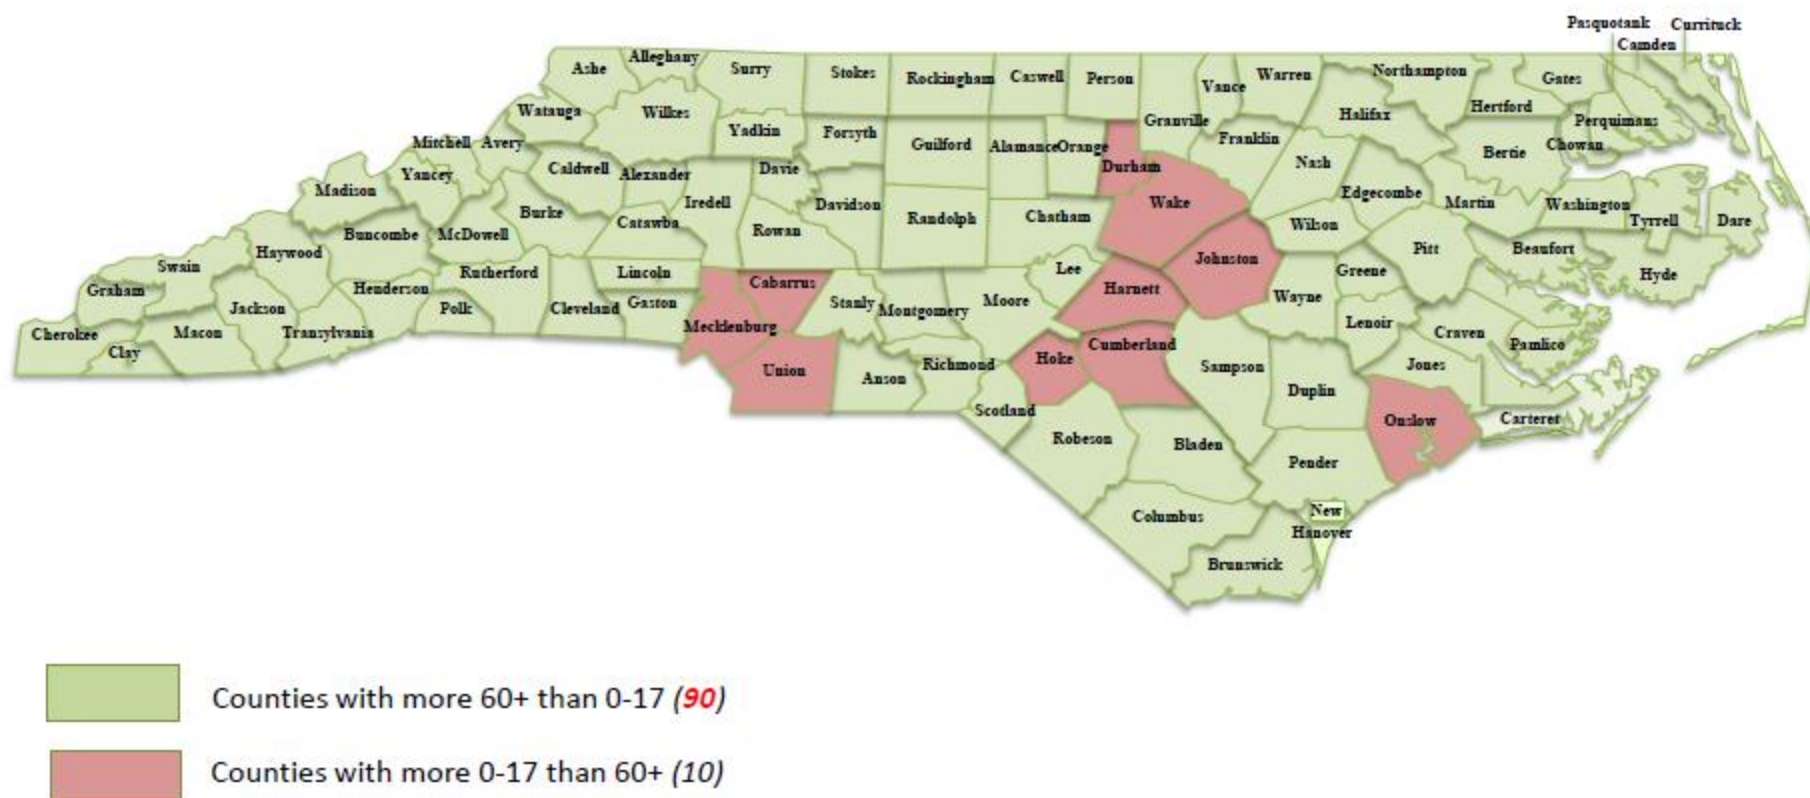 Pasquotank
Currituck
Camden
Ashe
Alleghany
Surry
Stokes
Rockingham
Caswell
Person
Vance
Warren
Northampton
Gates
Hertford
Watauga
Wilkes
Yadkin
Forsyth
Guilford
Alamance
Orange
Granville
Franklin
Halifax
Perquimans
Chowan
Bertie
Mitchell
Avery
Caldwell
Alexander
Davie
Durham
Nash
Edgecombe
Madison
Yancey
Burke
Catawba
Iredell
Rowan
Davidson
Randolph
Chatham
Wake
Wilson
Martin
Washington
Tyrrell
Dare
Buncombe
McDowell
Haywood
Swain
Graham
Rutherford
Lincoln
Cabarrus
Lee
Johnston
Greene
Pitt
Beaufort
Hyde
Cherokee
Clay
Macon
Jackson
Transylvania
Henderson
Polk
Cleveland
Gaston
Mecklenburg
Stanly
Montgomery
Moore
Harnett
Wayne
Lenoir
Craven
Pamlico
Union
Anson
Richmond
Hoke
Cumberland
Sampson
Duplin
Jones
Scotland
Robeson
Bladen
Onslow
Carteret
Pender
Columbus
New
Hanover
Brunswick
Counties with more 60+ than 0-17 (90)
Counties with more 0-17 than 60+ (10)